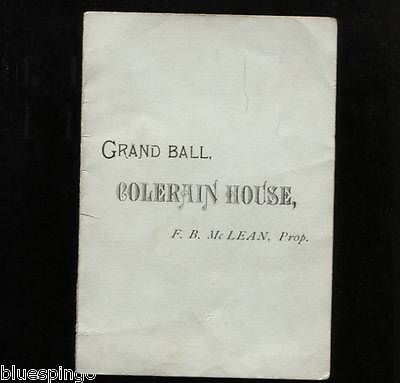 GRAND BALL,
COLERAIN HOUSE,
F. B. McLEAN, Prop.
bluespingo